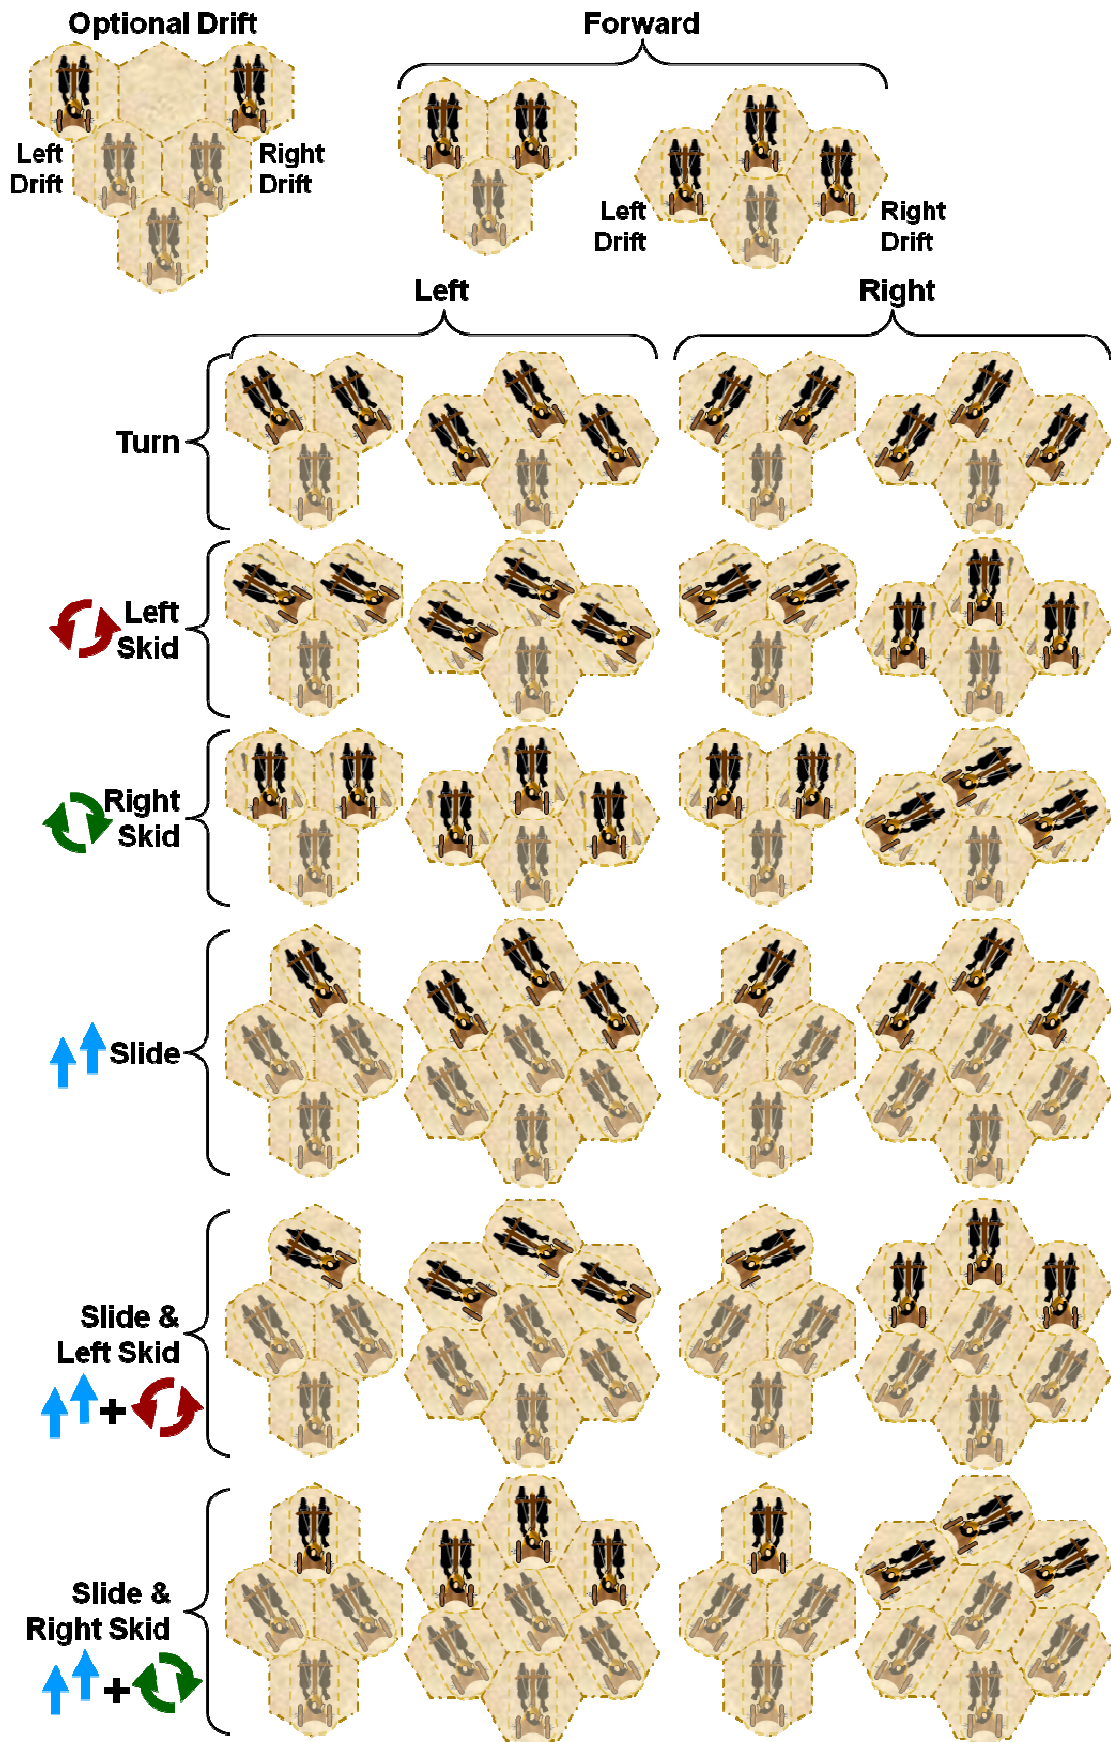 Optional Drift
Forward
Left
Drift
Right
Drift
Left
Drift
Right
Drift
Left
Right
Turn
Left
Skid
Right
Skid
Slide
Slide &
Left Skid
+
Slide &
Right Skid
+